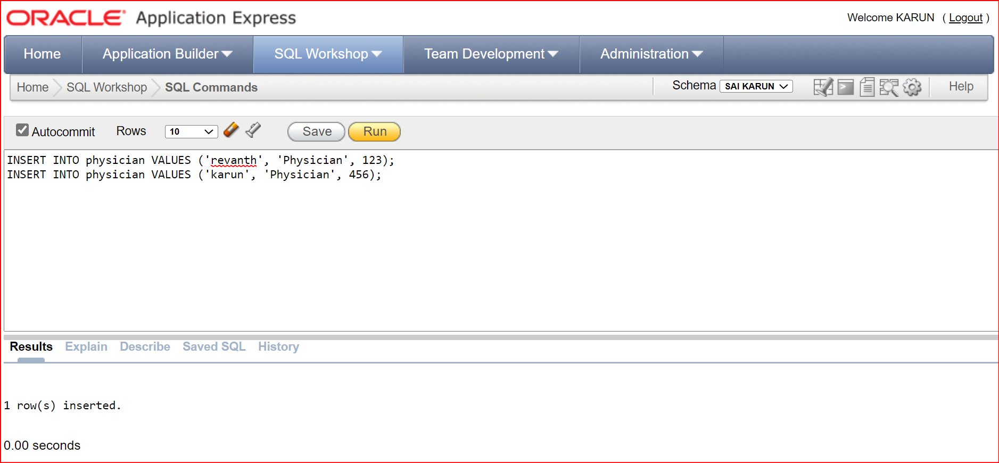 ORACLE® Application Express
Welcome KARUN ( Logout )
Home Application Builder SQL Workshop Team Development Administration
Home SQL Workshop SQL Commands Schema SAI KARUN Help
Autocommit Rows 10 Save Run
INSERT INTO physician VALUES ('revanth', 'Physician', 123);
INSERT INTO physician VALUES ('karun', 'Physician', 456);
Results Explain Describe Saved SQL History
1 row(s) inserted.
0.00 seconds